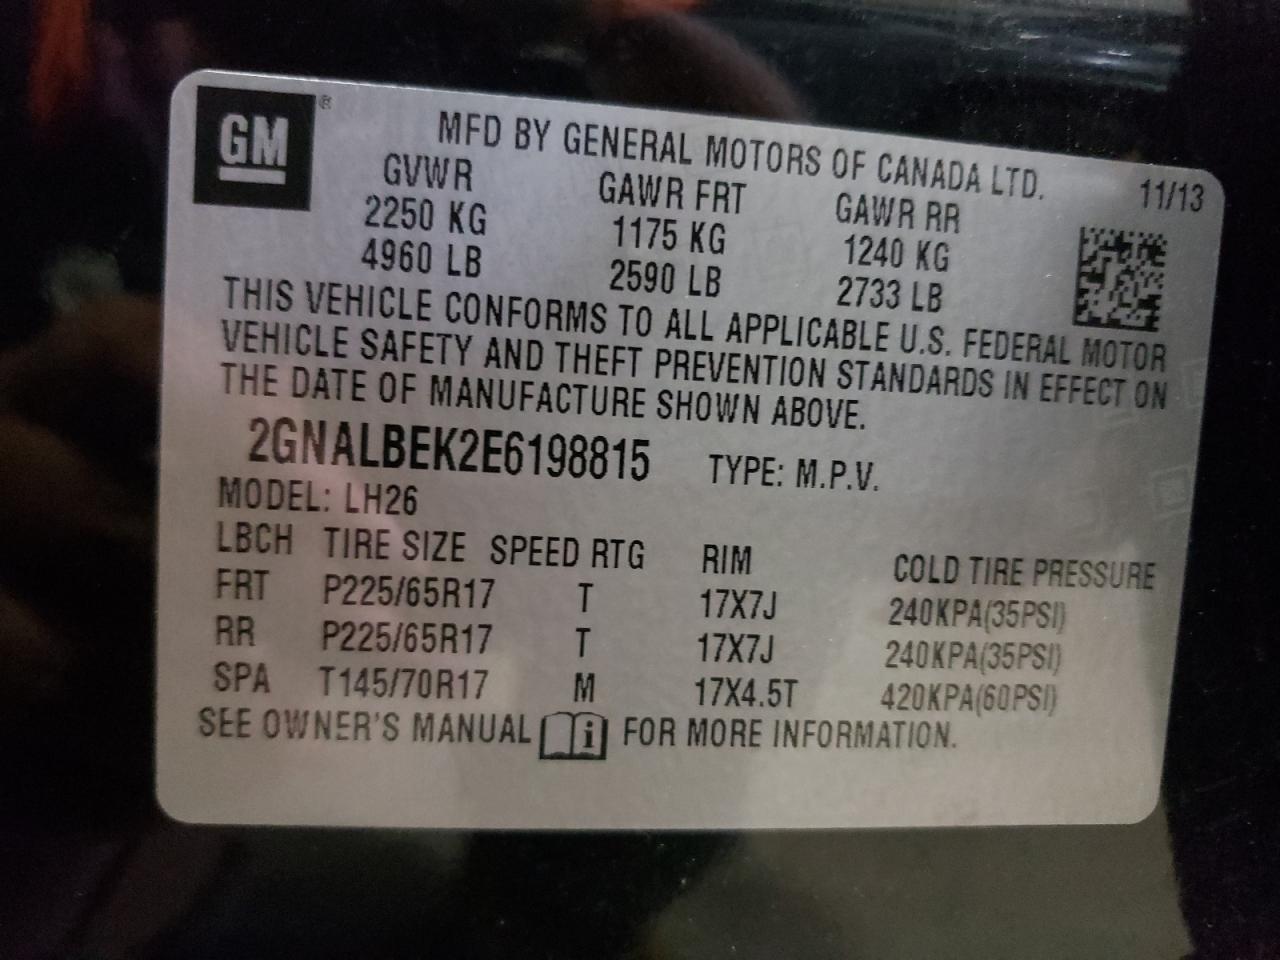 GM®
MFD BY GENERAL MOTORS OF CANADA LTD.
11/13
GVWR GAWR FRT GAWR RR
2250 KG 1175 KG 1240 KG
4960 LB 2590 LB 2733 LB
THIS VEHICLE CONFORMS TO ALL APPLICABLE U.S. FEDERAL MOTOR
VEHICLE SAFETY AND THEFT PREVENTION STANDARDS IN EFFECT ON
THE DATE OF MANUFACTURE SHOWN ABOVE.
2GNALBEK2E6198815 TYPE: M.P.V.
MODEL: LH26
LBCH TIRE SIZE SPEED RTG RIM COLD TIRE PRESSURE
FRT P225/65R17 T 17X7J 240KPA(35PSI)
RR P225/65R17 T 17X7J 240KPA(35PSI)
SPA T145/70R17 M 17X4.5T 420KPA(60PSI)
SEE OWNER'S MANUAL i FOR MORE INFORMATION.